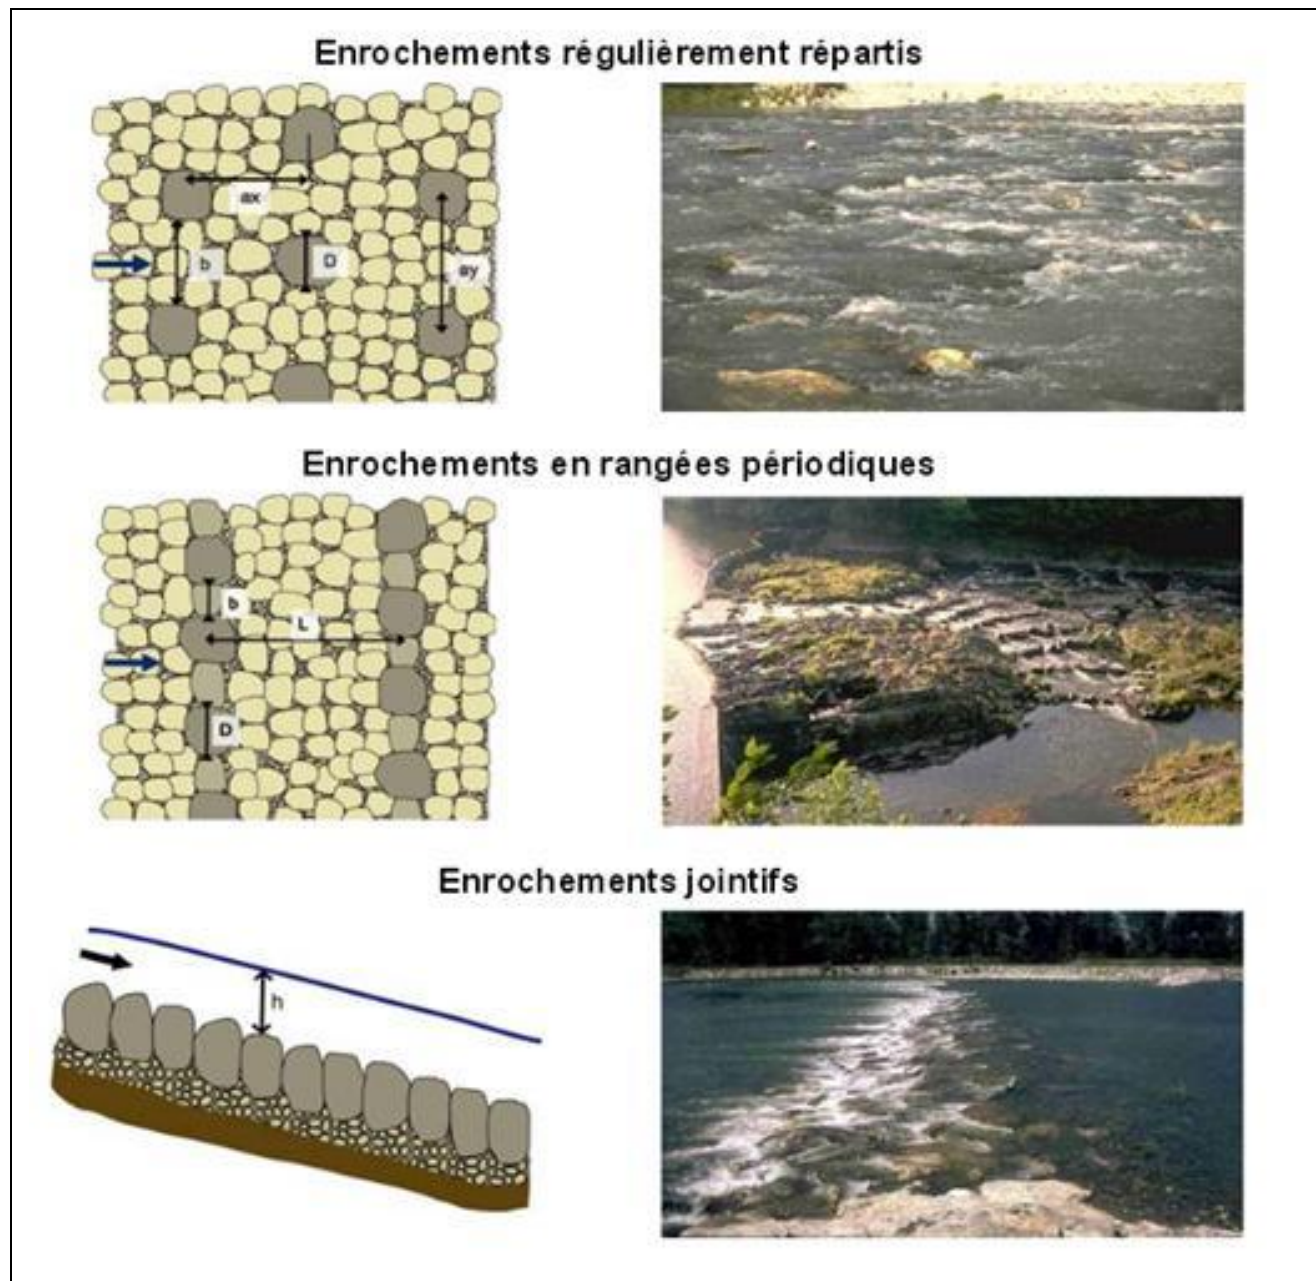 Enrochements régulièrement répartis
ax
b
D
ay
Enrochements en rangées périodiques
b
L
D
Enrochements jointifs
h